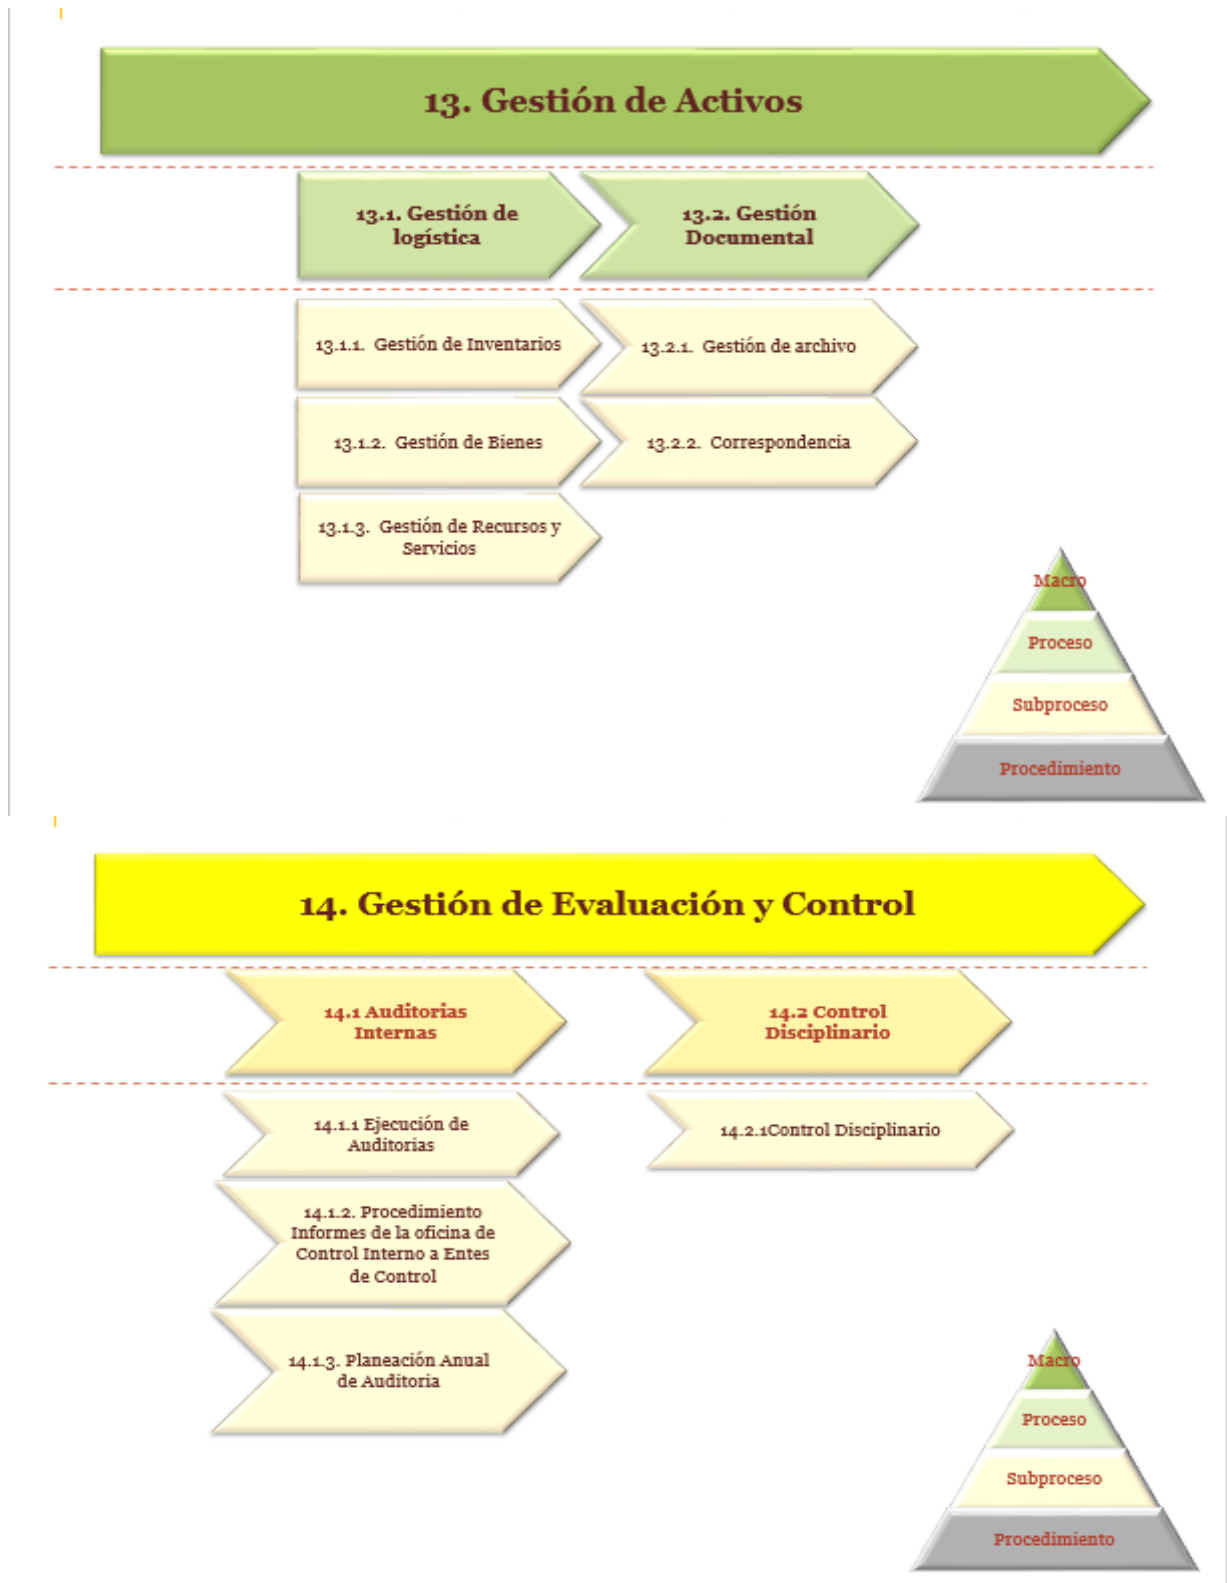 13. Gestión de Activos
13.1. Gestión de
logística
13.2. Gestión
Documental
13.1.1.  Gestión de Inventarios
13.2.1.  Gestión de archivo
13.1.2.  Gestión de Bienes
13.2.2.  Correspondencia
13.1.3.  Gestión de Recursos y
Servicios
Macro
Proceso
Subproceso
Procedimiento
14. Gestión de Evaluación y Control
14.1 Auditorias
Internas
14.2 Control
Disciplinario
14.1.1 Ejecución de
Auditorias
14.2.1Control Disciplinario
14.1.2. Procedimiento
Informes de la oficina de
Control Interno a Entes
de Control
14.1.3. Planeación Anual
de Auditoria
Macro
Proceso
Subproceso
Procedimiento